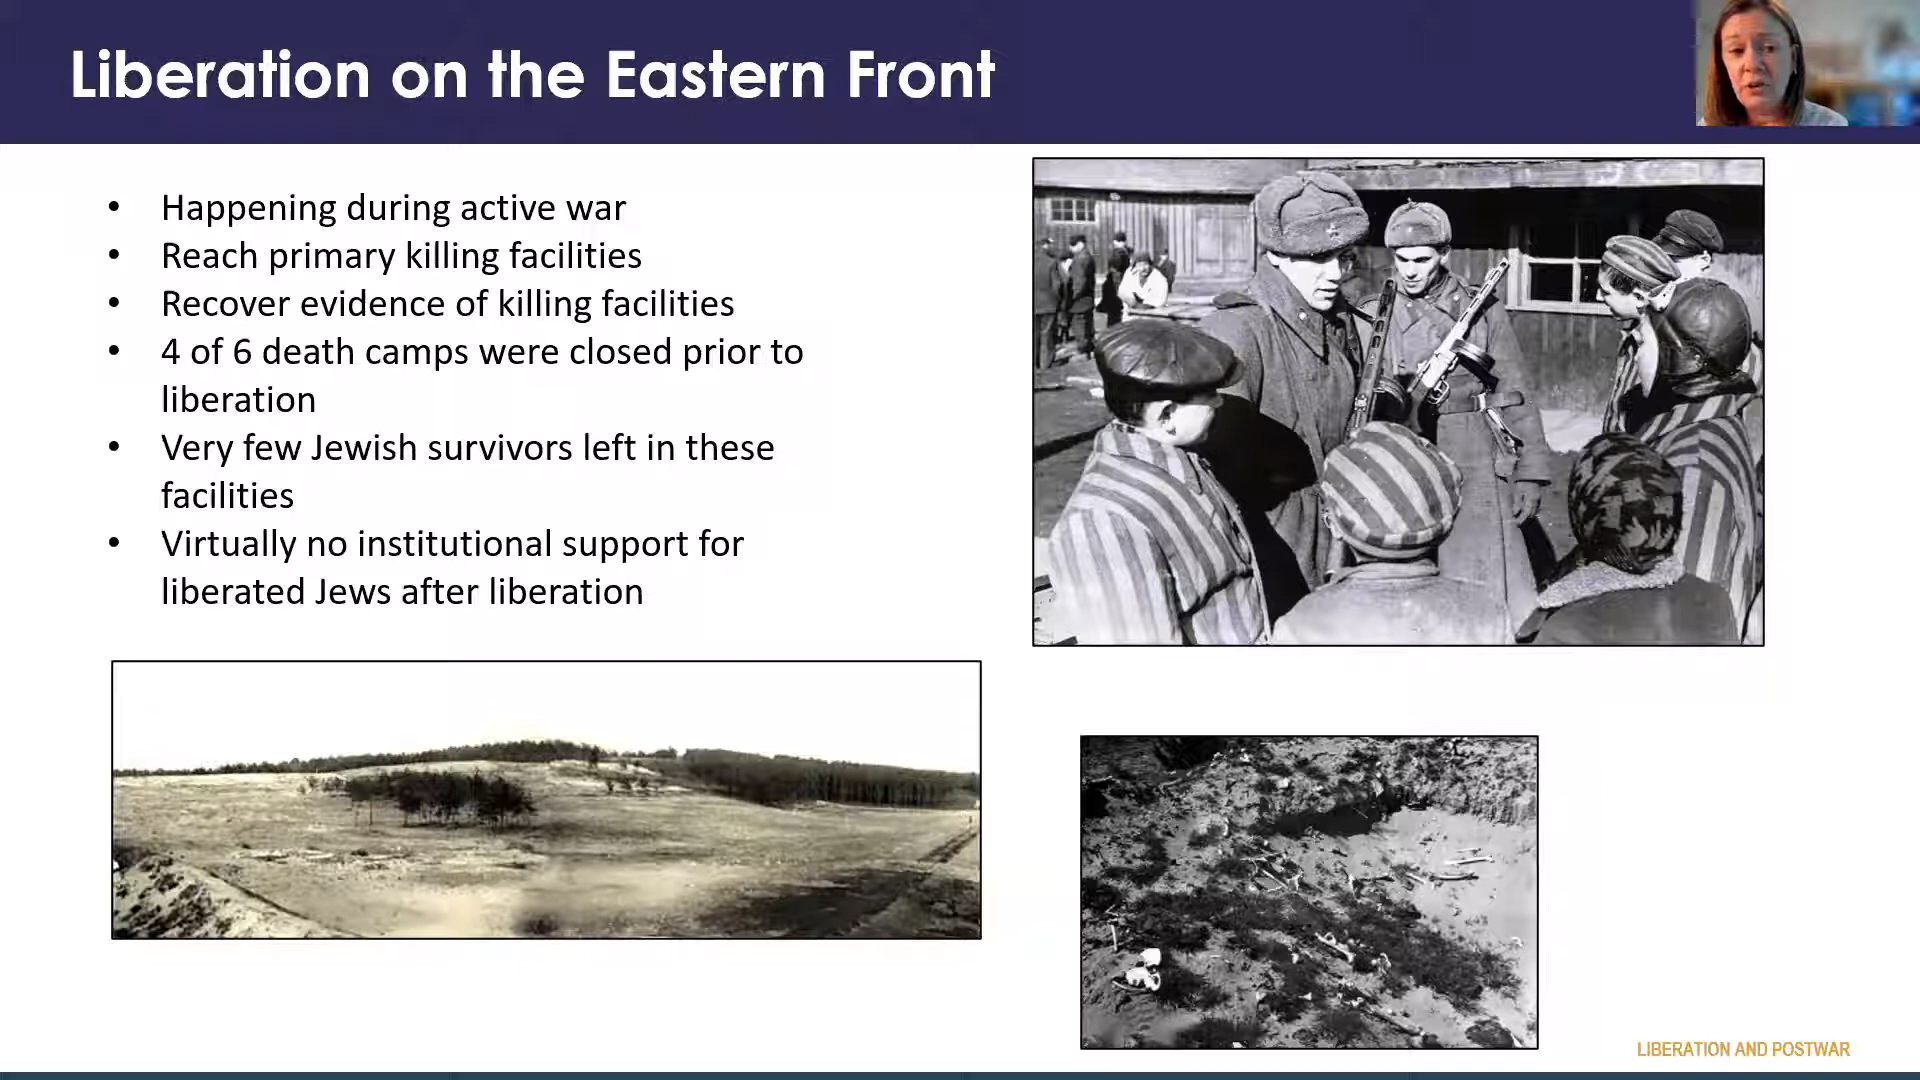 Liberation on the Eastern Front
• Happening during active war
• Reach primary killing facilities
• Recover evidence of killing facilities
• 4 of 6 death camps were closed prior to
liberation
• Very few Jewish survivors left in these
facilities
• Virtually no institutional support for
liberated Jews after liberation
LIBERATION AND POSTWAR